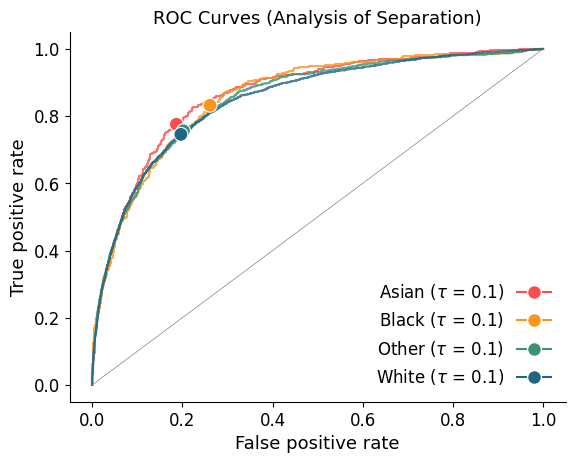 ROC Curves (Analysis of Separation)
True positive rate
1.0
0.8
0.6
0.4
0.2
0.0
Asian (τ = 0.1)
Black (τ = 0.1)
Other (τ = 0.1)
White (τ = 0.1)
0.0 0.2 0.4 0.6 0.8 1.0
False positive rate